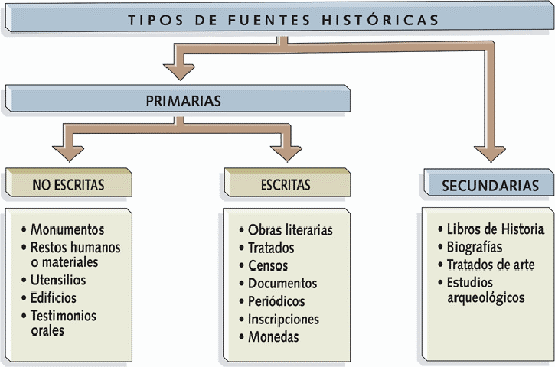 TIPOS DE FUENTES HISTÓRICAS
PRIMARIAS
NO ESCRITAS
ESCRITAS
SECUNDARIAS
• Monumentos
• Restos humanos
o materiales
• Utensilios
• Edificios
• Testimonios
orales
• Obras literarias
• Tratados
• Censos
• Documentos
• Periódicos
• Inscripciones
• Monedas
• Libros de Historia
• Biografías
• Tratados de arte
• Estudios
arqueológicos